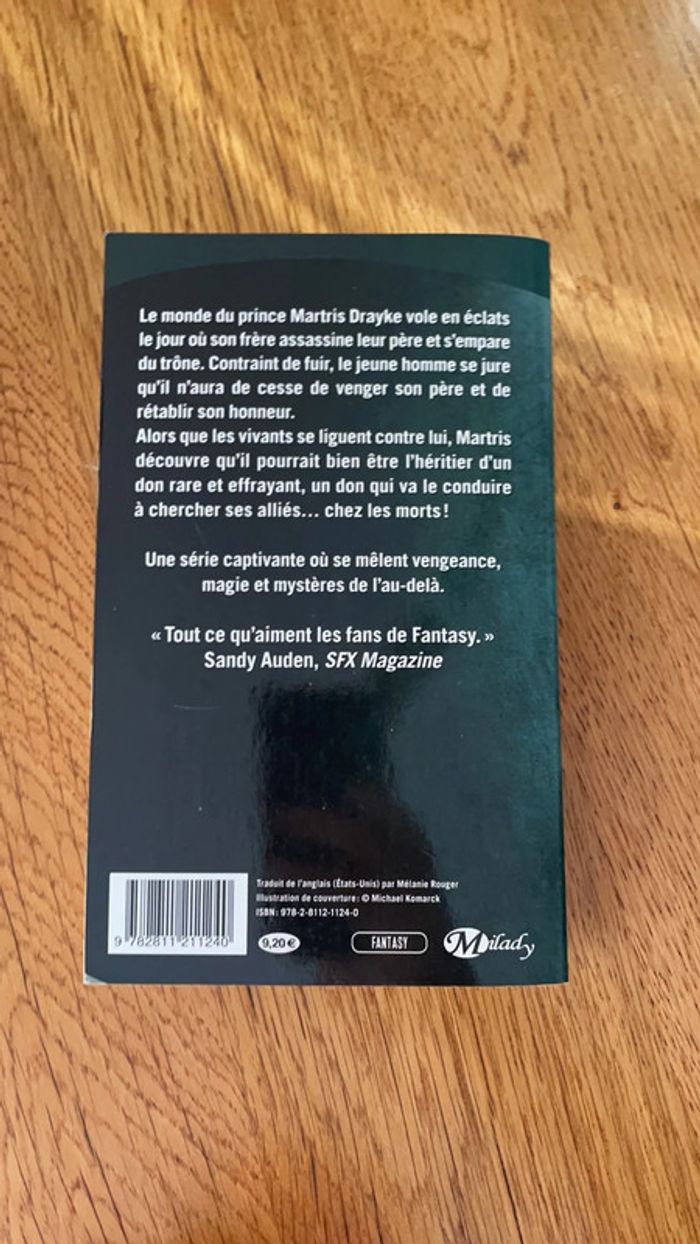 Le monde du prince Martris Drayke vole en éclats
le jour où son frère assassine leur père et s'empare
du trône. Contraint de fuir, le jeune homme se jure
qu'il n'aura de cesse de venger son père et de
rétablir son honneur.
Alors que les vivants se liguent contre lui, Martris
découvre qu'il pourrait bien être l'héritier d'un
don rare et effrayant, un don qui va le conduire
à chercher ses alliés... chez les morts !
Une série captivante où se mêlent vengeance,
magie et mystères de l'au-delà.
« Tout ce qu'aiment les fans de Fantasy. »
Sandy Auden, SFX Magazine
Traduit de l'anglais (États-Unis) par Mélanie Rouger
Illustration de couverture : © Michael Komarck
ISBN : 978-2-8112-1124-0
9 782811 211240
9,20 €
FANTASY
Milady